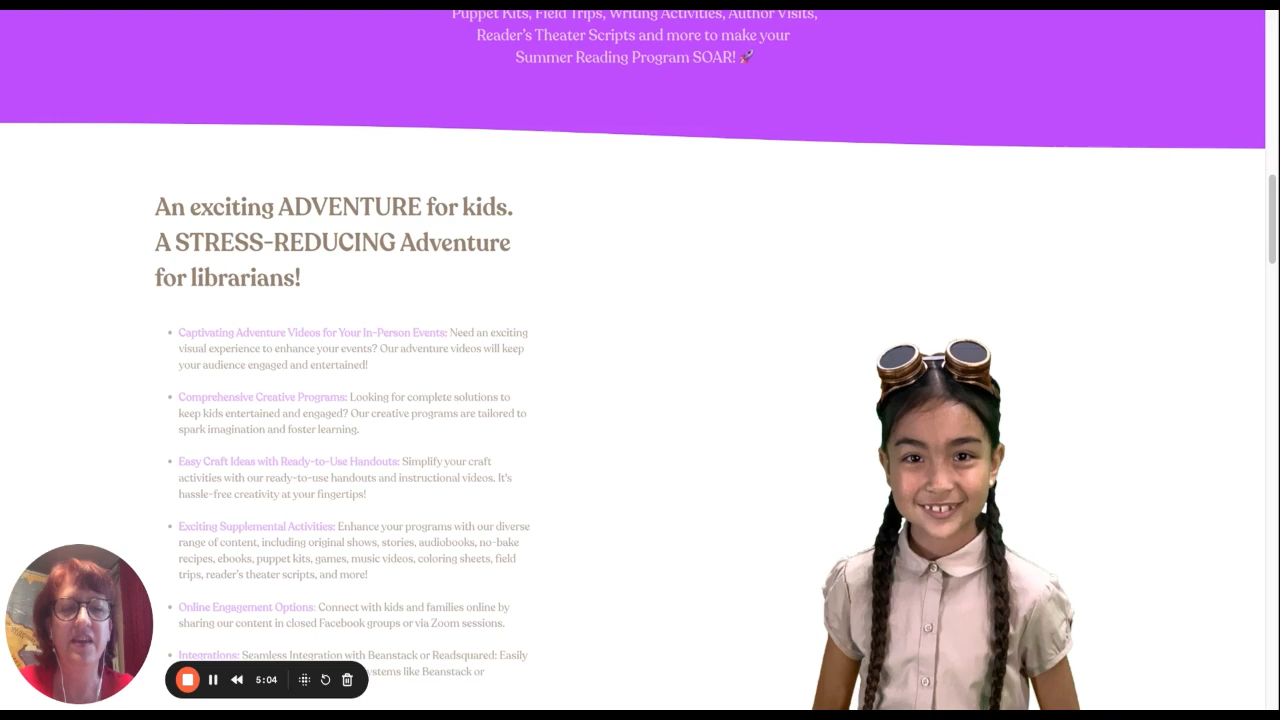 Puppet Kits, Field Trips, Writing Activities, Author Visits,
Reader's Theater Scripts and more to make your
Summer Reading Program SOAR! 🚀
An exciting ADVENTURE for kids.
A STRESS-REDUCING Adventure
for librarians!
• Captivating Adventure Videos for Your In-Person Events: Need an exciting
visual experience to enhance your events? Our adventure videos will keep
your audience engaged and entertained!
• Comprehensive Creative Programs: Looking for complete solutions to
keep kids entertained and engaged? Our creative programs are tailored to
spark imagination and foster learning.
• Easy Craft Ideas with Ready-to-Use Handouts: Simplify your craft
activities with our ready-to-use handouts and instructional videos. It's
hassle-free creativity at your fingertips!
• Exciting Supplemental Activities: Enhance your programs with our diverse
range of content, including original shows, stories, audiobooks, no-bake
recipes, ebooks, puppet kits, games, music videos, coloring sheets, field
trips, reader's theater scripts, and more!
• Online Engagement Options: Connect with kids and families online by
sharing our content in closed Facebook groups or via Zoom sessions.
• Integrations: Seamless Integration with Beanstack or Readsquared: Easily
systems like Beanstack or
5:04